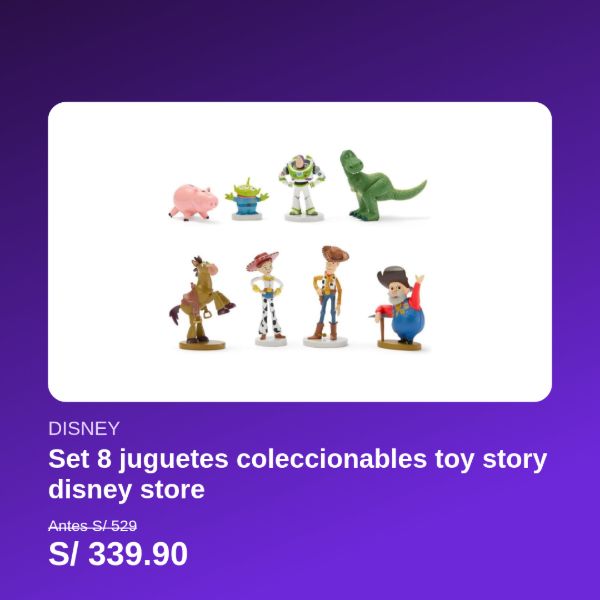 DISNEY
Set 8 juguetes coleccionables toy story
disney store
Antes S/ 529
S/ 339.90